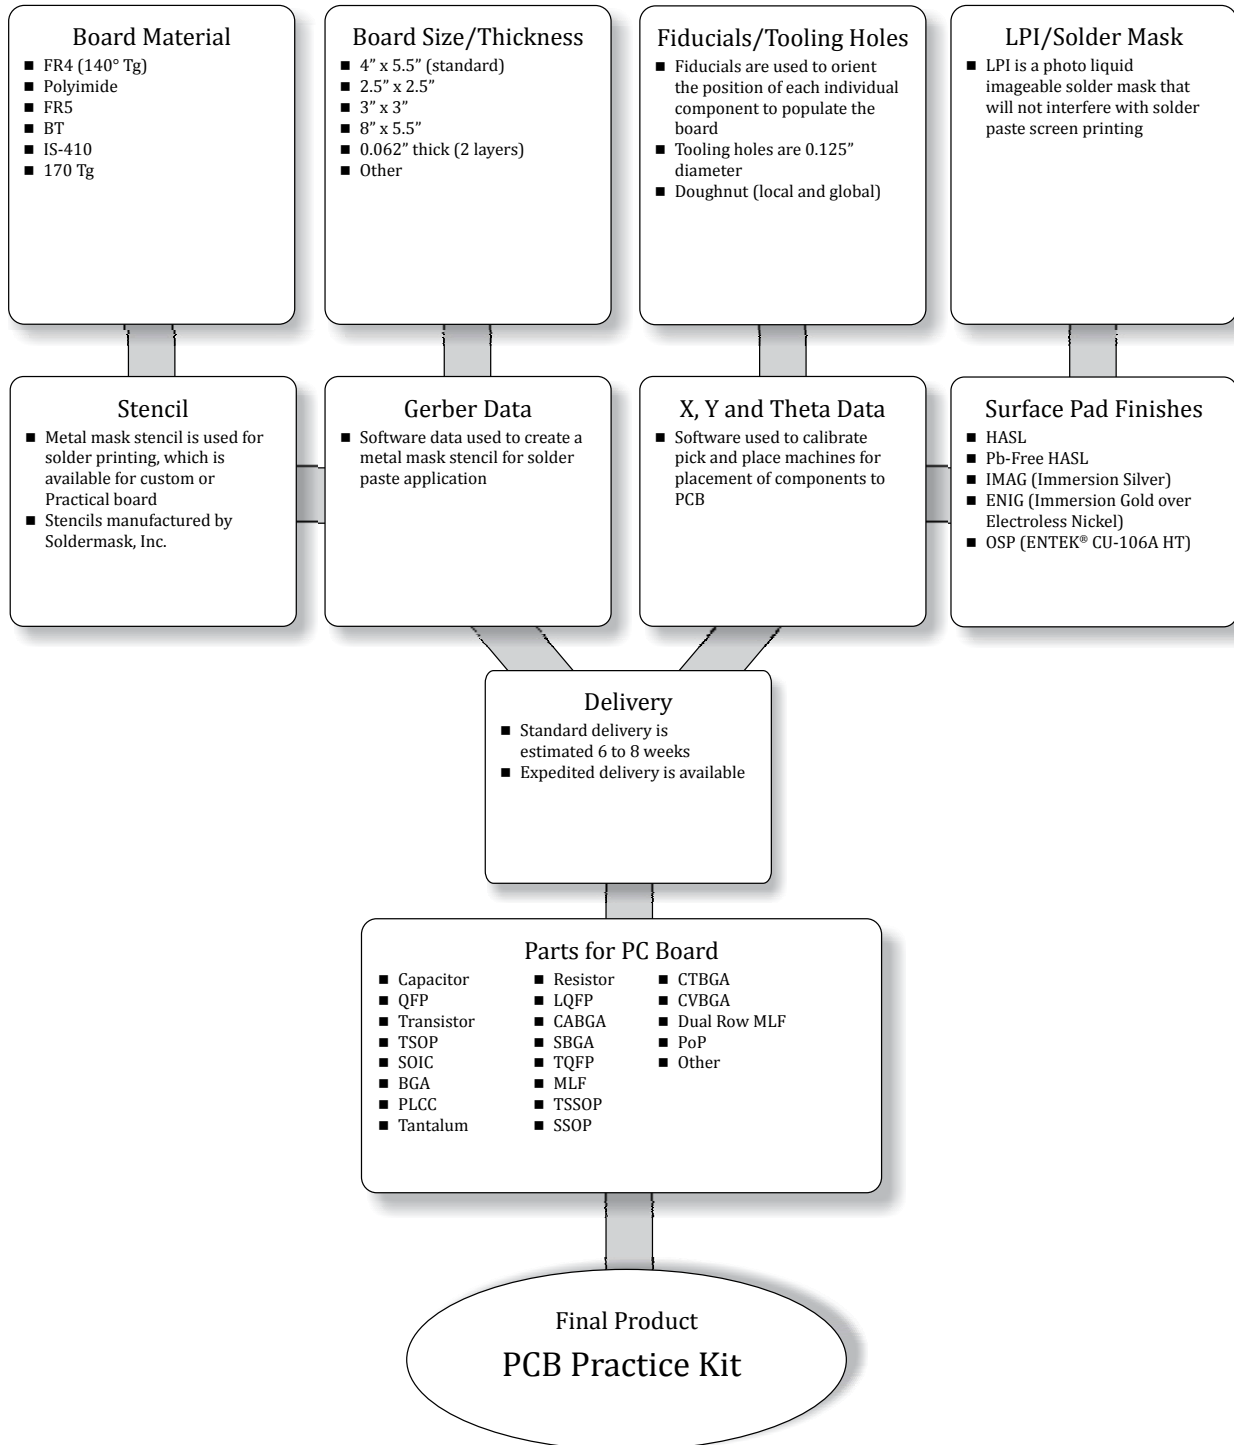 Board Material
■ FR4 (140° Tg)
■ Polyimide
■ FR5
■ BT
■ IS-410
■ 170 Tg
Board Size/Thickness
■ 4” x 5.5” (standard)
■ 2.5” x 2.5”
■ 3” x 3”
■ 8” x 5.5”
■ 0.062” thick (2 layers)
■ Other
Fiducials/Tooling Holes
■ Fiducials are used to orient
the position of each individual
component to populate the
board
■ Tooling holes are 0.125”
diameter
■ Doughnut (local and global)
LPI/Solder Mask
■ LPI is a photo liquid
imageable solder mask that
will not interfere with solder
paste screen printing
Stencil
■ Metal mask stencil is used for
solder printing, which is
available for custom or
Practical board
■ Stencils manufactured by
Soldermask, Inc.
Gerber Data
■ Software data used to create a
metal mask stencil for solder
paste application
X, Y and Theta Data
■ Software used to calibrate
pick and place machines for
placement of components to
PCB
Surface Pad Finishes
■ HASL
■ Pb-Free HASL
■ IMAG (Immersion Silver)
■ ENIG (Immersion Gold over
Electroless Nickel)
■ OSP (ENTEK® CU-106A HT)
Delivery
■ Standard delivery is
estimated 6 to 8 weeks
■ Expedited delivery is available
Parts for PC Board
■ Capacitor
■ QFP
■ Transistor
■ TSOP
■ SOIC
■ BGA
■ PLCC
■ Tantalum
■ Resistor
■ LQFP
■ CABGA
■ SBGA
■ TQFP
■ MLF
■ TSSOP
■ SSOP
■ CTBGA
■ CVBGA
■ Dual Row MLF
■ PoP
■ Other
Final Product
PCB Practice Kit